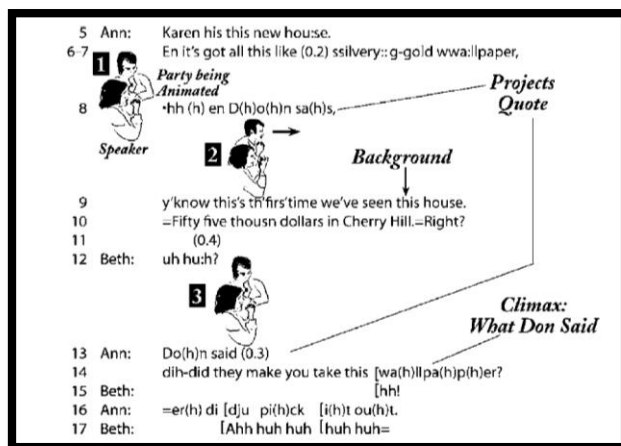 5 Ann: Karen his this new hou:se.
6-7 En it's got all this like (0.2) ssilvery:: g-gold wwa:llpaper,
1
Party being
Animated
8 ·hh (h) en D(h)o(h)n sa(h)s,
Projects
Quote
Speaker
2
Background
9 y'know this's th'firs'time we've seen this house.
10 =Fifty five thousn dollars in Cherry Hill.=Right?
11 (0.4)
12 Beth: uh hu:h?
3
Climax:
What Don Said
13 Ann: Do(h)n said (0.3)
14 dih-did they make you take this [wa(h)llpa(h)p(h)er?
15 Beth: [hh!
16 Ann: =er(h) di [dju pi(h)ck [i(h)t ou(h)t.
17 Beth: [Ahh huh huh [huh huh=